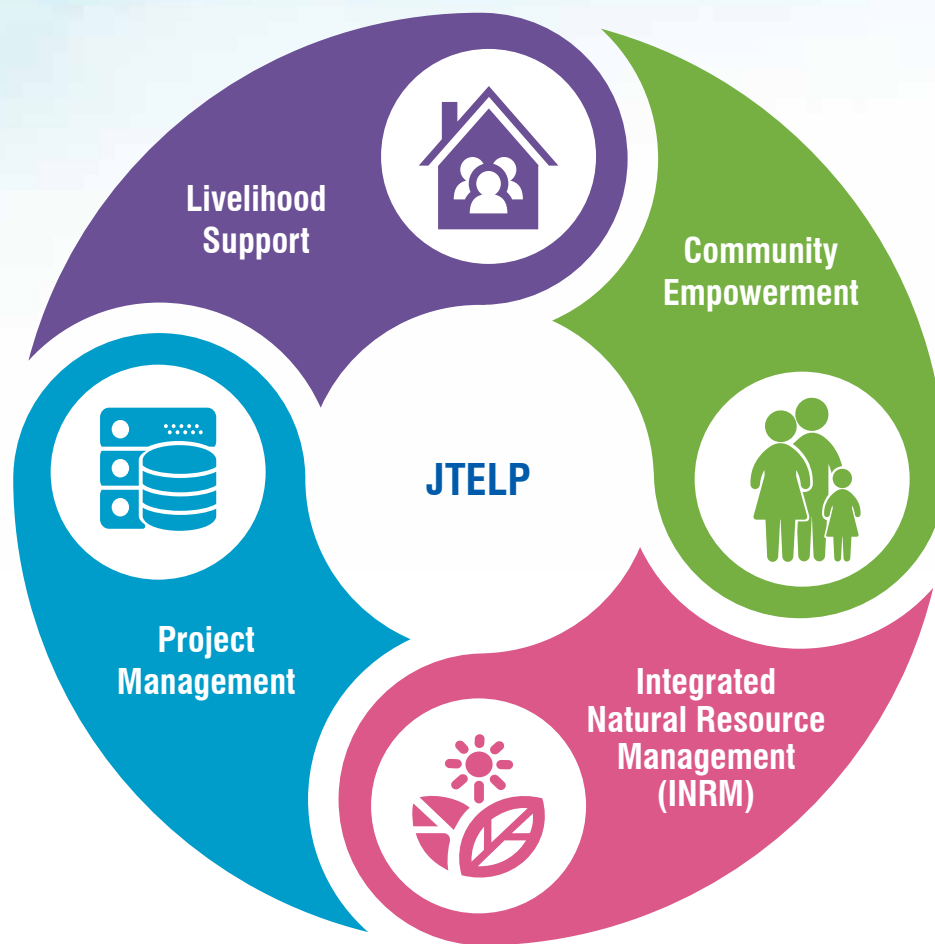 Livelihood
Support
Community
Empowerment
JTELP
Project
Management
Integrated
Natural Resource
Management
(INRM)